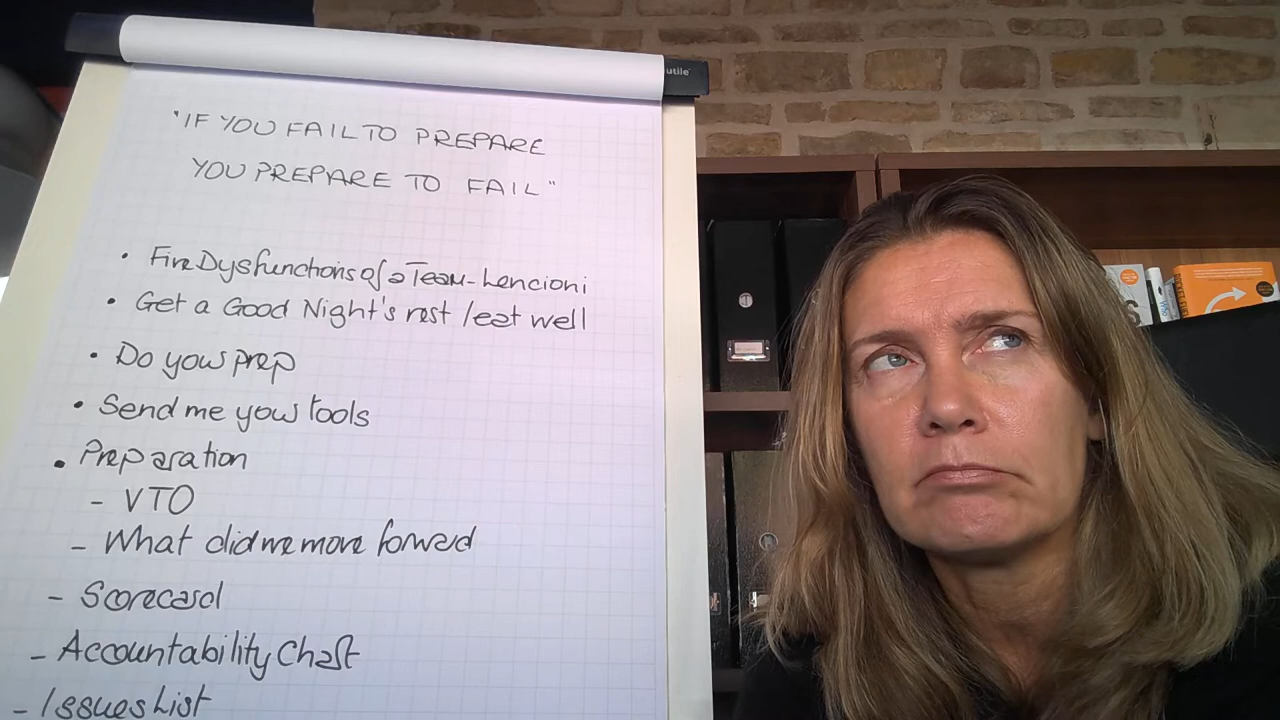 utile
"IF YOU FAIL TO PREPARE
YOU PREPARE TO FAIL"
• Five Dysfunctions of a Team - Lencioni
• Get a Good Night's rest / eat well
• Do your prep
• Send me your tools
• Preparation
- VTO
- What did we move forward
- Scorecard
- Accountability Chart
- Issues List